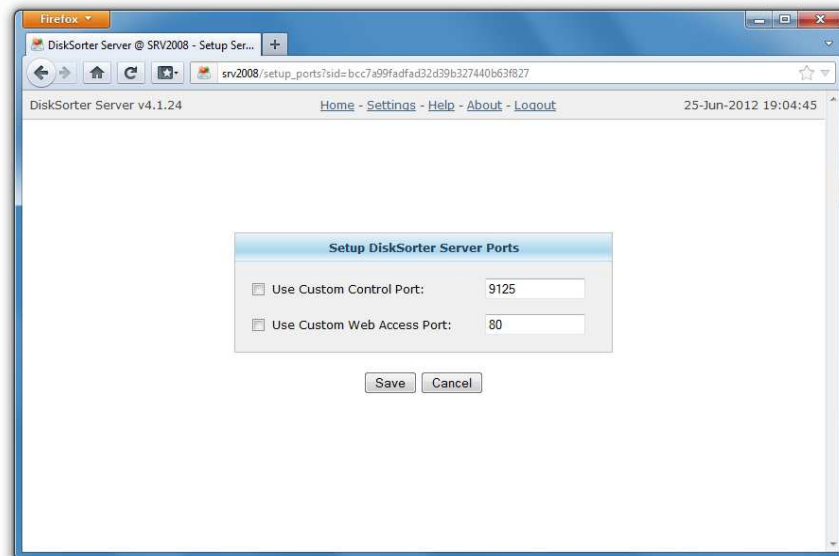 Firefox
DiskSorter Server @ SRV2008 - Setup Ser...
srv2008/setup_ports?sid=bcc7a99fadfad32d39b327440b63f827
DiskSorter Server v4.1.24 Home - Settings - Help - About - Logout 25-Jun-2012 19:04:45
Setup DiskSorter Server Ports
Use Custom Control Port: 9125
Use Custom Web Access Port: 80
Save Cancel